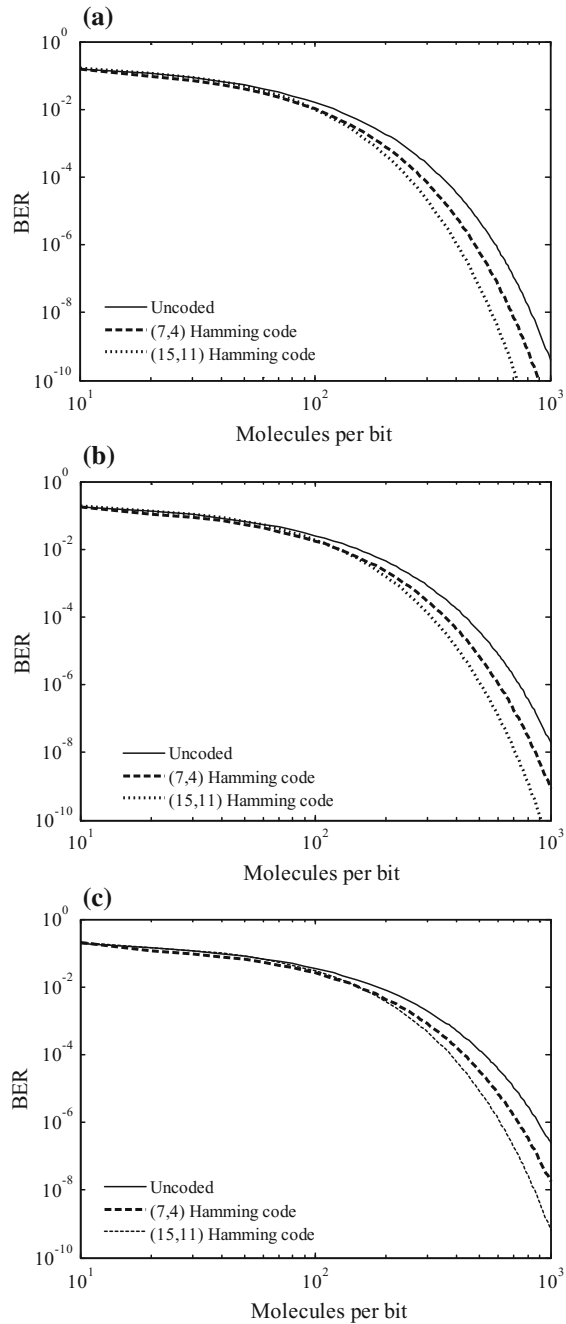 (a)
10^0
10^-2
10^-4
10^-6
10^-8
10^-10
BER
Uncoded
(7,4) Hamming code
(15,11) Hamming code
10^1
10^2
10^3
Molecules per bit
(b)
10^0
10^-2
10^-4
10^-6
10^-8
10^-10
BER
Uncoded
(7,4) Hamming code
(15,11) Hamming code
10^1
10^2
10^3
Molecules per bit
(c)
10^0
10^-2
10^-4
10^-6
10^-8
10^-10
BER
Uncoded
(7,4) Hamming code
(15,11) Hamming code
10^1
10^2
10^3
Molecules per bit